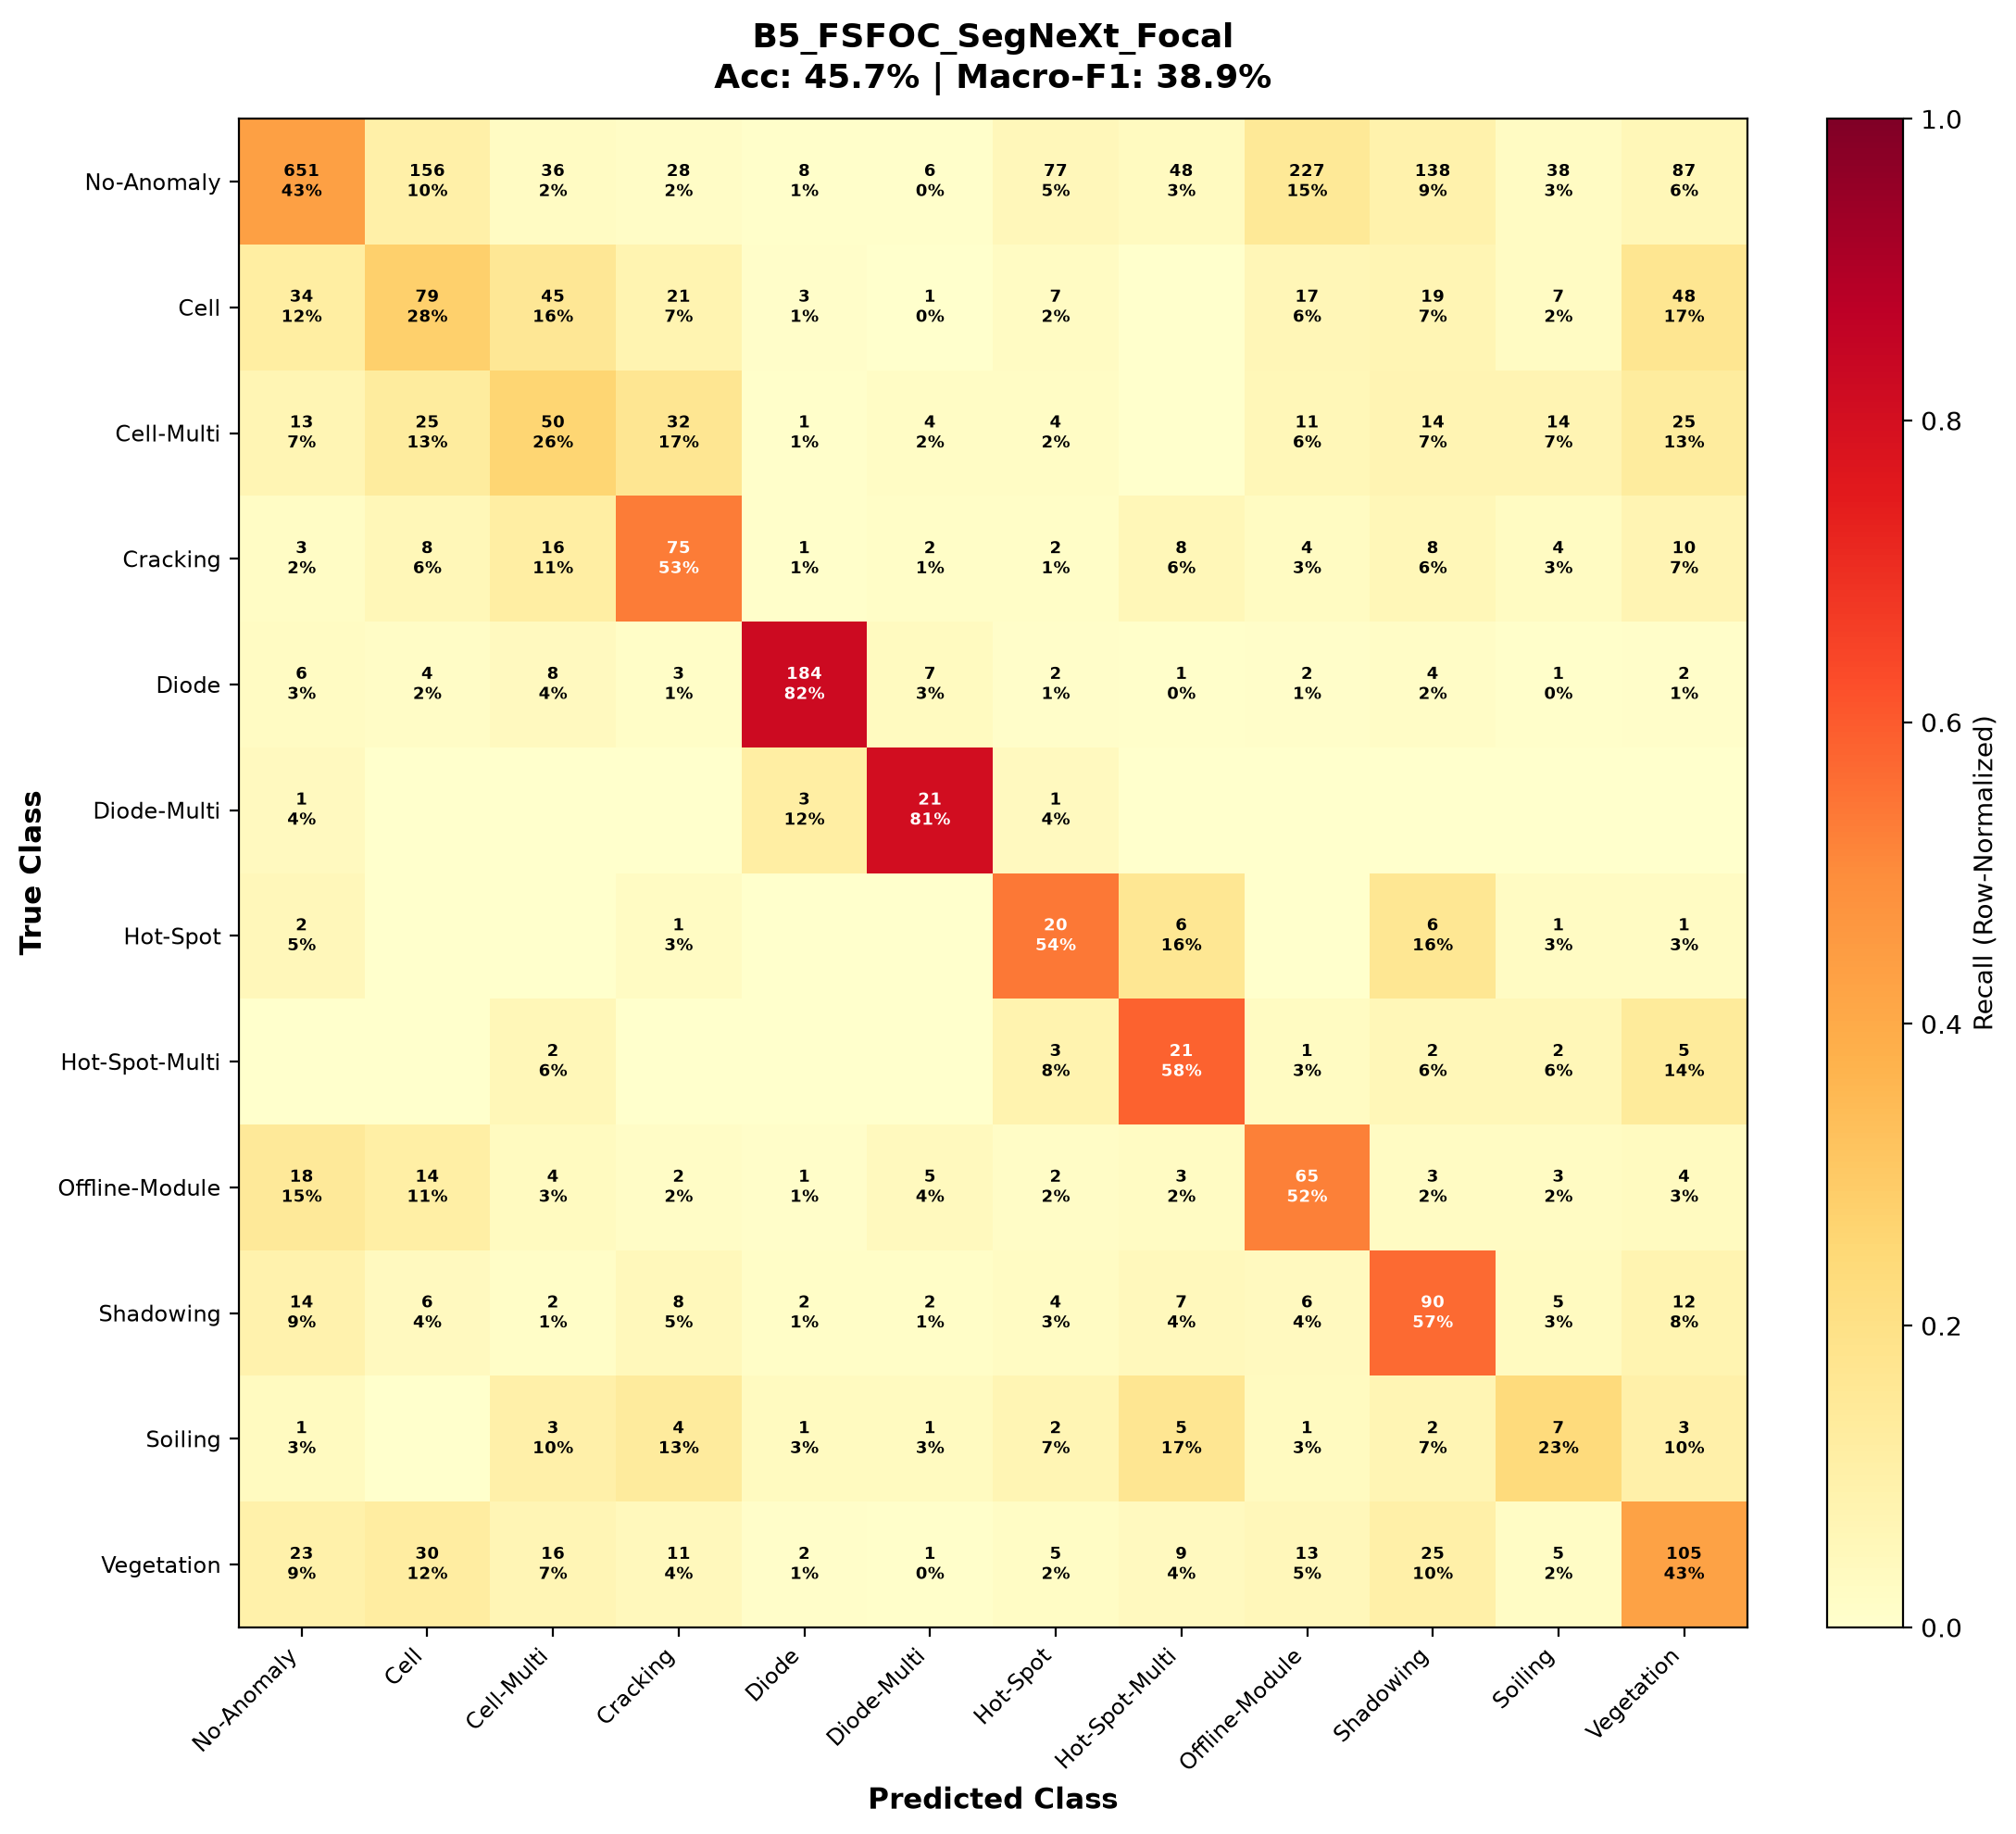 B5_FSFOC_SegNeXt_Focal
Acc: 45.7% | Macro-F1: 38.9%
True Class
No-Anomaly
651 156 36 28 8 6 77 48 227 138 38 87
43% 10% 2% 2% 1% 0% 5% 3% 15% 9% 3% 6%
Cell
34 79 45 21 3 1 7 17 19 7 48
12% 28% 16% 7% 1% 0% 2% 6% 7% 2% 17%
Cell-Multi
13 25 50 32 1 4 4 11 14 14 25
7% 13% 26% 17% 1% 2% 2% 6% 7% 7% 13%
Cracking
3 8 16 75 1 2 2 8 4 8 4 10
2% 6% 11% 53% 1% 1% 1% 6% 3% 6% 3% 7%
Diode
6 4 8 3 184 7 2 1 2 4 1 2
3% 2% 4% 1% 82% 3% 1% 0% 1% 2% 0% 1%
Diode-Multi
1 3 21 1
4% 12% 81% 4%
Hot-Spot
2 1 20 6 6 1 1
5% 3% 54% 16% 16% 3% 3%
Hot-Spot-Multi
2 3 21 1 2 2 5
6% 8% 58% 3% 6% 6% 14%
Offline-Module
18 14 4 2 1 5 2 3 65 3 3 4
15% 11% 3% 2% 1% 4% 2% 2% 52% 2% 2% 3%
Shadowing
14 6 2 8 2 2 4 7 6 90 5 12
9% 4% 1% 5% 1% 1% 3% 4% 4% 57% 3% 8%
Soiling
1 3 4 1 1 2 5 1 2 7 3
3% 10% 13% 3% 3% 7% 17% 3% 7% 23% 10%
Vegetation
23 30 16 11 2 1 5 9 13 25 5 105
9% 12% 7% 4% 1% 0% 2% 4% 5% 10% 2% 43%
No-Anomaly
Cell
Cell-Multi
Cracking
Diode
Diode-Multi
Hot-Spot
Hot-Spot-Multi
Offline-Module
Shadowing
Soiling
Vegetation
Predicted Class
1.0
0.8
0.6
0.4
0.2
0.0
Recall (Row-Normalized)